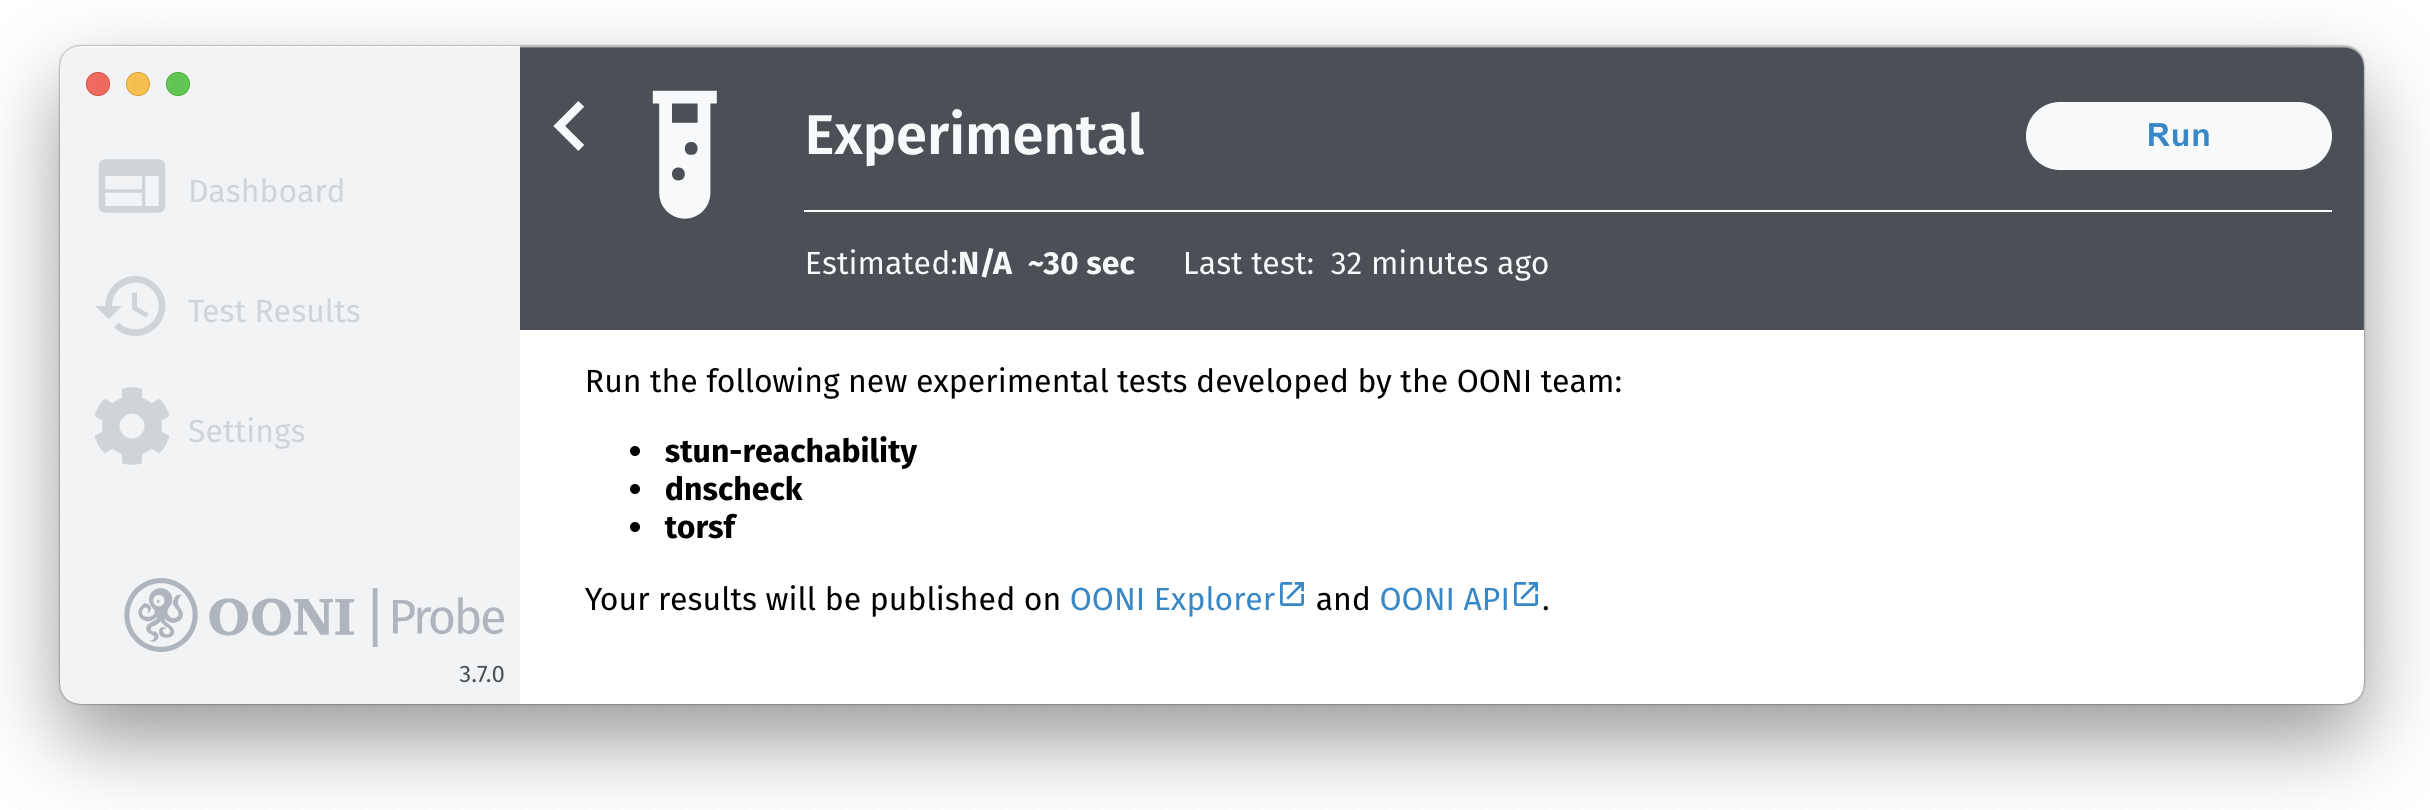 Dashboard
Test Results
Settings
OONI | Probe
3.7.0
Experimental
Run
Estimated:N/A ~30 sec Last test: 32 minutes ago
Run the following new experimental tests developed by the OONI team:
• stun-reachability
• dnscheck
• torsf
Your results will be published on OONI Explorer and OONI API.